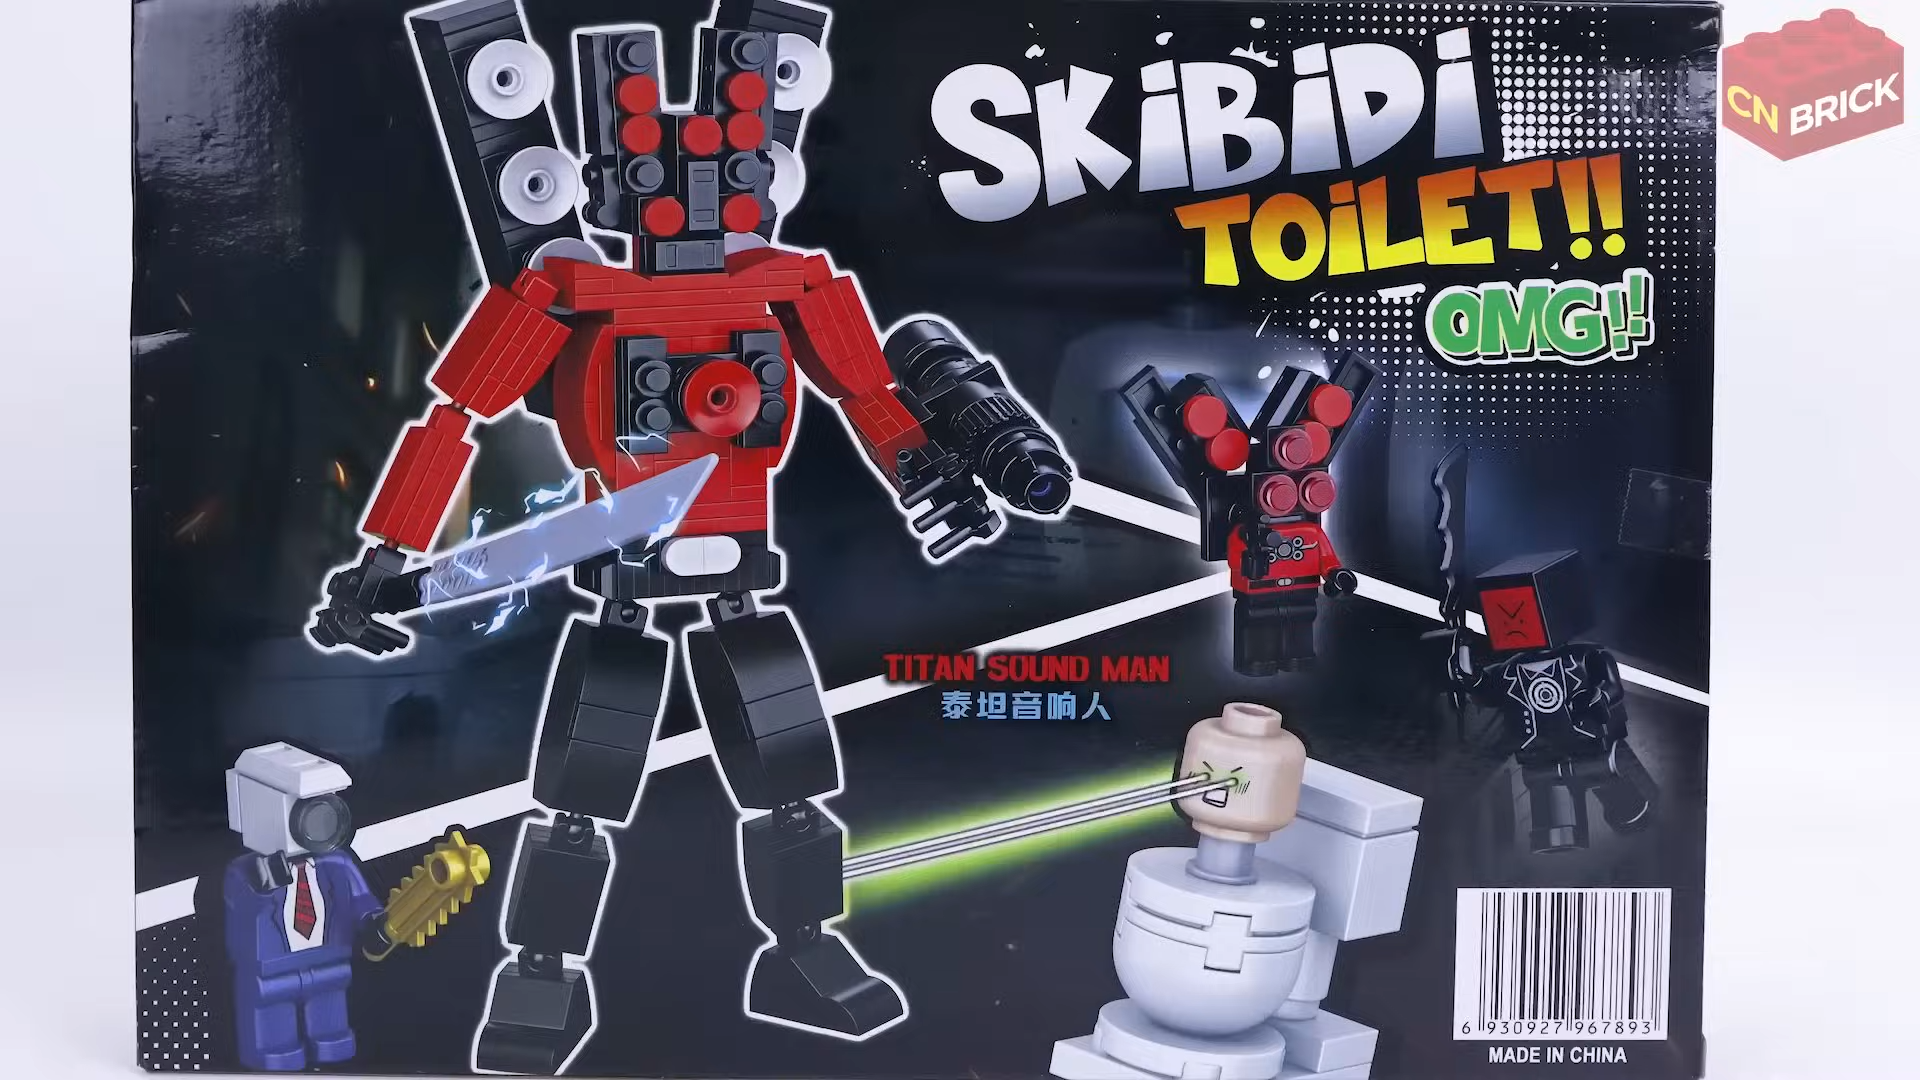 CN BRICK
SKIBIDI
TOILET!!
OMG!!
TITAN SOUND MAN
泰坦音响人
6 930927 967893
MADE IN CHINA